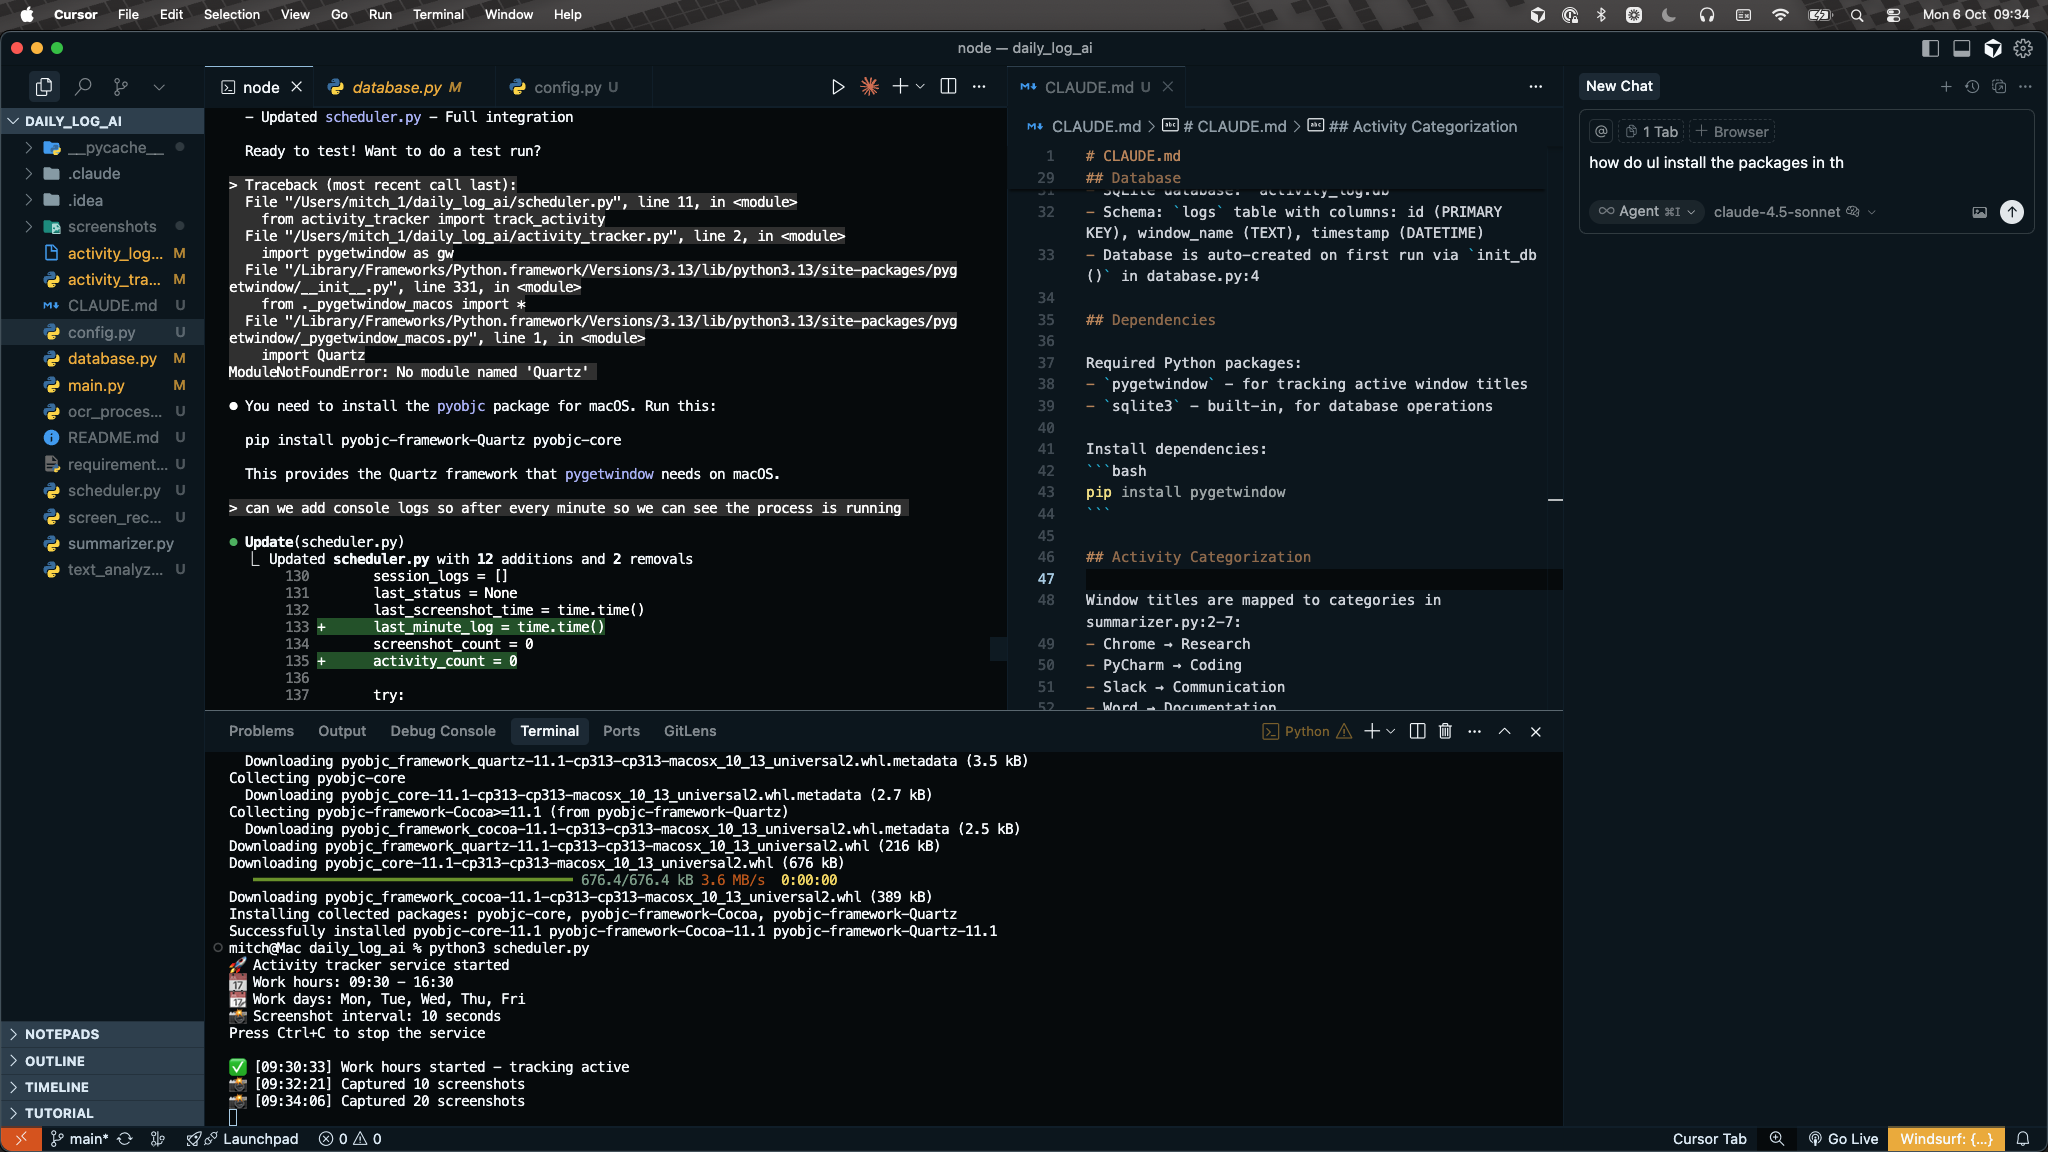 Cursor File Edit Selection View Go Run Terminal Window Help
Mon 6 Oct 09:34
node — daily_log_ai
DAILY_LOG_AI
__pycache__
.claude
.idea
screenshots
activity_log... M
activity_tra... M
CLAUDE.md U
config.py U
database.py M
main.py M
ocr_proces... U
README.md U
requirement... U
scheduler.py U
screen_rec... U
summarizer.py U
text_analyz... U
NOTEPADS
OUTLINE
TIMELINE
TUTORIAL
node
database.py M
config.py U
- Updated scheduler.py - Full integration
Ready to test! Want to do a test run?
> Traceback (most recent call last):
File "/Users/mitch_1/daily_log_ai/scheduler.py", line 11, in <module>
from activity_tracker import track_activity
File "/Users/mitch_1/daily_log_ai/activity_tracker.py", line 2, in <module>
import pygetwindow as gw
File "/Library/Frameworks/Python.framework/Versions/3.13/lib/python3.13/site-packages/pyg
etwindow/__init__.py", line 331, in <module>
from ._pygetwindow_macos import *
File "/Library/Frameworks/Python.framework/Versions/3.13/lib/python3.13/site-packages/pyg
etwindow/_pygetwindow_macos.py", line 1, in <module>
import Quartz
ModuleNotFoundError: No module named 'Quartz'
You need to install the pyobjc package for macOS. Run this:
pip install pyobjc-framework-Quartz pyobjc-core
This provides the Quartz framework that pygetwindow needs on macOS.
> can we add console logs so after every minute so we can see the process is running
Update(scheduler.py)
Updated scheduler.py with 12 additions and 2 removals
130 session_logs = []
131 last_status = None
132 last_screenshot_time = time.time()
133 + last_minute_log = time.time()
134 screenshot_count = 0
135 + activity_count = 0
136
137 try:
CLAUDE.md U
CLAUDE.md > # CLAUDE.md > ## Activity Categorization
1 # CLAUDE.md
29 ## Database
31 - SQLite database: `activity_log.db`
32 - Schema: `logs` table with columns: id (PRIMARY
KEY), window_name (TEXT), timestamp (DATETIME)
33 - Database is auto-created on first run via `init_db
()` in database.py:4
34
35 ## Dependencies
36
37 Required Python packages:
38 - `pygetwindow` - for tracking active window titles
39 - `sqlite3` - built-in, for database operations
40
41 Install dependencies:
42 ```bash
43 pip install pygetwindow
44 ```
45
46 ## Activity Categorization
47
48 Window titles are mapped to categories in
summarizer.py:2-7:
49 - Chrome → Research
50 - PyCharm → Coding
51 - Slack → Communication
52 - Word → Documentation
New Chat
@ 1 Tab + Browser
how do uI install the packages in th
Agent ⌘I claude-4.5-sonnet
Problems Output Debug Console Terminal Ports GitLens
Python
Downloading pyobjc_framework_quartz-11.1-cp313-cp313-macosx_10_13_universal2.whl.metadata (3.5 kB)
Collecting pyobjc-core
Downloading pyobjc_core-11.1-cp313-cp313-macosx_10_13_universal2.whl.metadata (2.7 kB)
Collecting pyobjc-framework-Cocoa>=11.1 (from pyobjc-framework-Quartz)
Downloading pyobjc_framework_cocoa-11.1-cp313-cp313-macosx_10_13_universal2.whl.metadata (2.5 kB)
Downloading pyobjc_framework_quartz-11.1-cp313-cp313-macosx_10_13_universal2.whl (216 kB)
Downloading pyobjc_core-11.1-cp313-cp313-macosx_10_13_universal2.whl (676 kB)
676.4/676.4 kB 3.6 MB/s 0:00:00
Downloading pyobjc_framework_cocoa-11.1-cp313-cp313-macosx_10_13_universal2.whl (389 kB)
Installing collected packages: pyobjc-core, pyobjc-framework-Cocoa, pyobjc-framework-Quartz
Successfully installed pyobjc-core-11.1 pyobjc-framework-Cocoa-11.1 pyobjc-framework-Quartz-11.1
mitch@Mac daily_log_ai % python3 scheduler.py
🚀 Activity tracker service started
📅 Work hours: 09:30 - 16:30
📆 Work days: Mon, Tue, Wed, Thu, Fri
📸 Screenshot interval: 10 seconds
Press Ctrl+C to stop the service
✅ [09:30:33] Work hours started - tracking active
📸 [09:32:21] Captured 10 screenshots
📸 [09:34:06] Captured 20 screenshots
main* Launchpad 0 0
Cursor Tab Go Live Windsurf: {...}